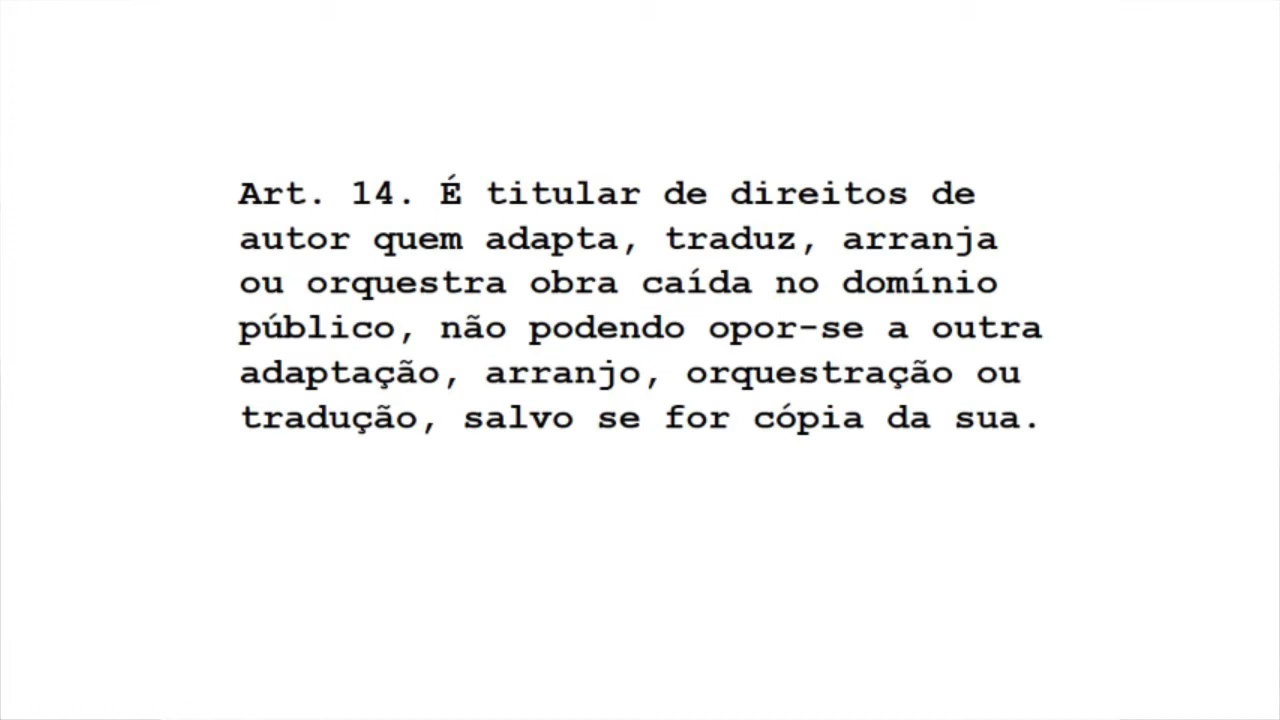 Art. 14. É titular de direitos de
autor quem adapta, traduz, arranja
ou orquestra obra caída no domínio
público, não podendo opor-se a outra
adaptação, arranjo, orquestração ou
tradução, salvo se for cópia da sua.